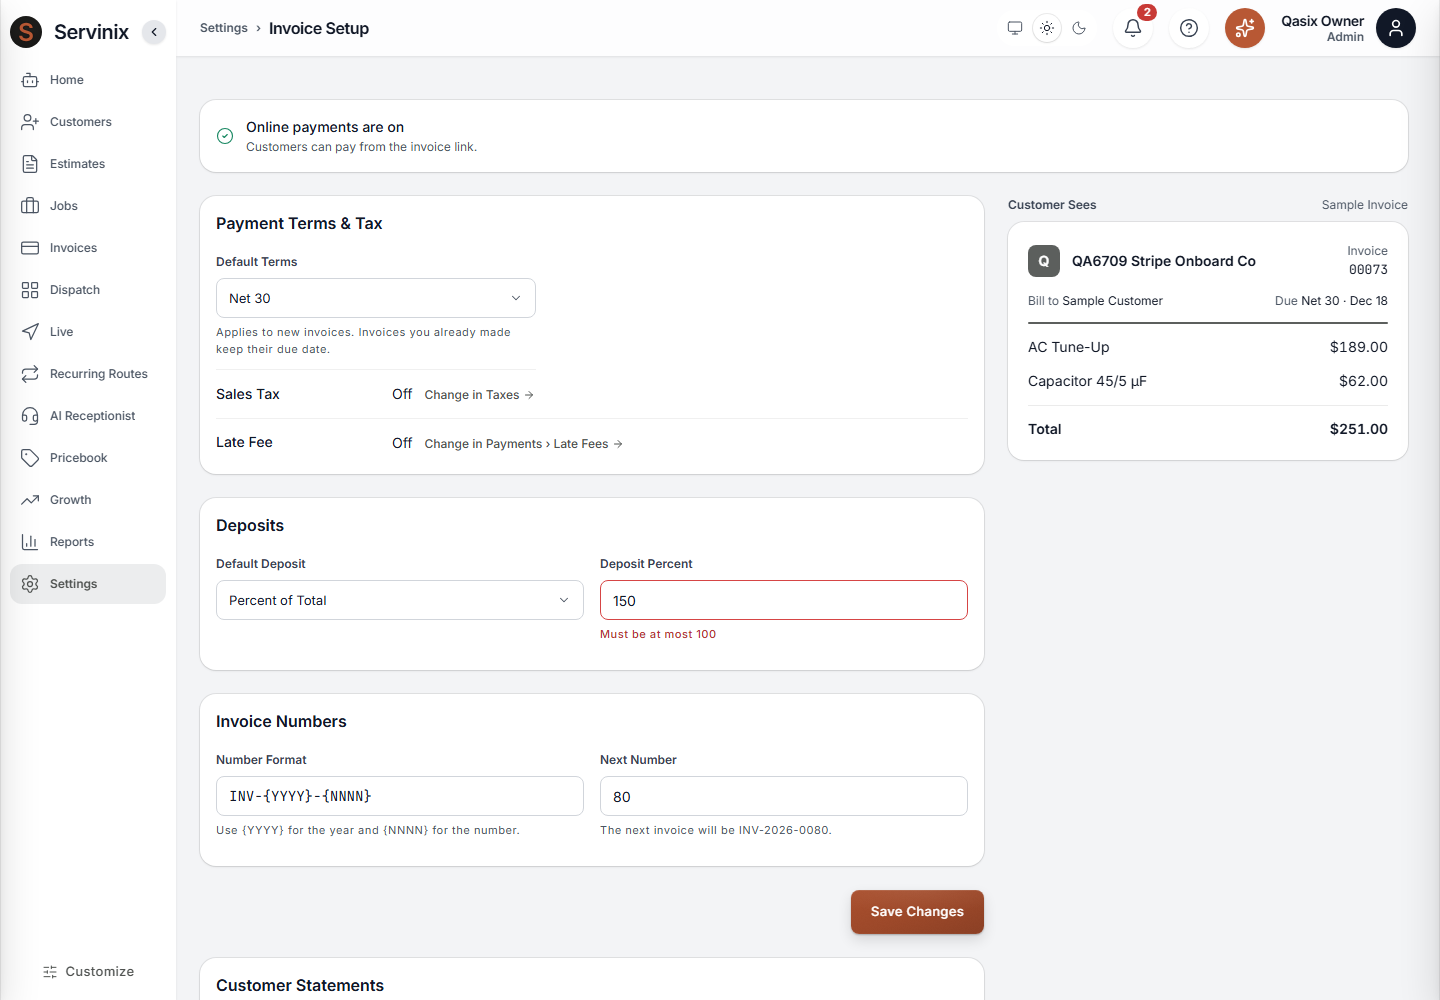 Servinix
Home
Customers
Estimates
Jobs
Invoices
Dispatch
Live
Recurring Routes
AI Receptionist
Pricebook
Growth
Reports
Settings
Customize
Settings › Invoice Setup
2
Qasix Owner
Admin
Online payments are on
Customers can pay from the invoice link.
Payment Terms & Tax
Default Terms
Net 30
Applies to new invoices. Invoices you already made
keep their due date.
Sales Tax Off Change in Taxes →
Late Fee Off Change in Payments › Late Fees →
Deposits
Default Deposit
Percent of Total
Deposit Percent
150
Must be at most 100
Invoice Numbers
Number Format
INV-{YYYY}-{NNNN}
Use {YYYY} for the year and {NNNN} for the number.
Next Number
80
The next invoice will be INV-2026-0080.
Save Changes
Customer Statements
Customer Sees Sample Invoice
Q QA6709 Stripe Onboard Co
Invoice
00073
Bill to Sample Customer Due Net 30 · Dec 18
AC Tune-Up $189.00
Capacitor 45/5 µF $62.00
Total $251.00